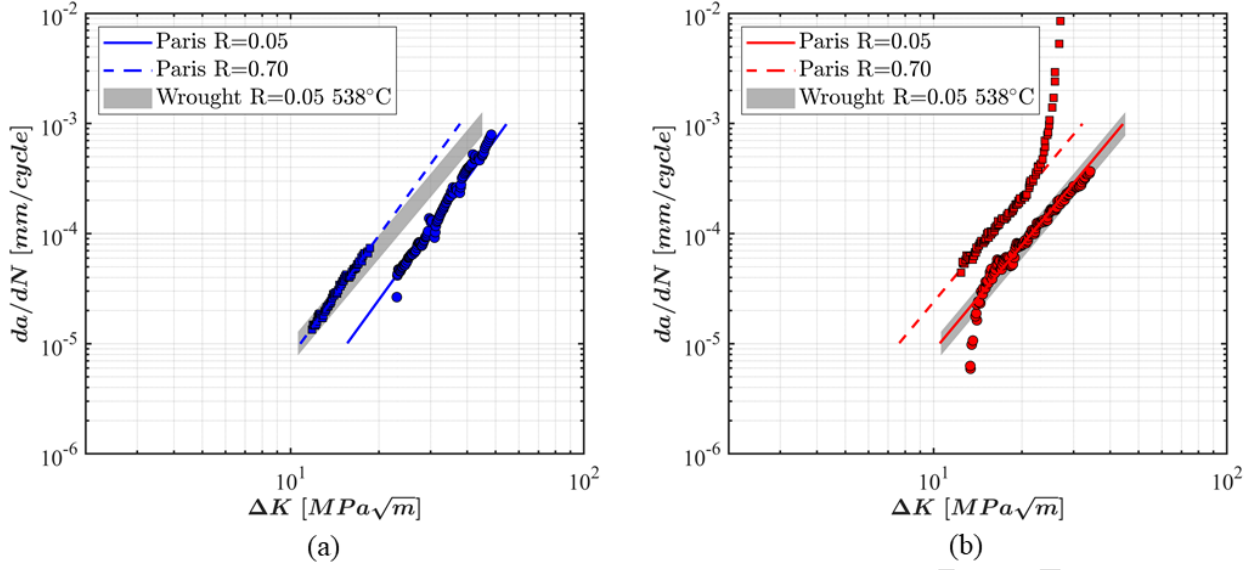 10^-2
10^-3
10^-4
10^-5
10^-6
da/dN [mm/cycle]
Paris R=0.05
Paris R=0.70
Wrought R=0.05 538°C
10^1
10^2
ΔK [MPa√m]
(a)
10^-2
10^-3
10^-4
10^-5
10^-6
da/dN [mm/cycle]
Paris R=0.05
Paris R=0.70
Wrought R=0.05 538°C
10^1
10^2
ΔK [MPa√m]
(b)